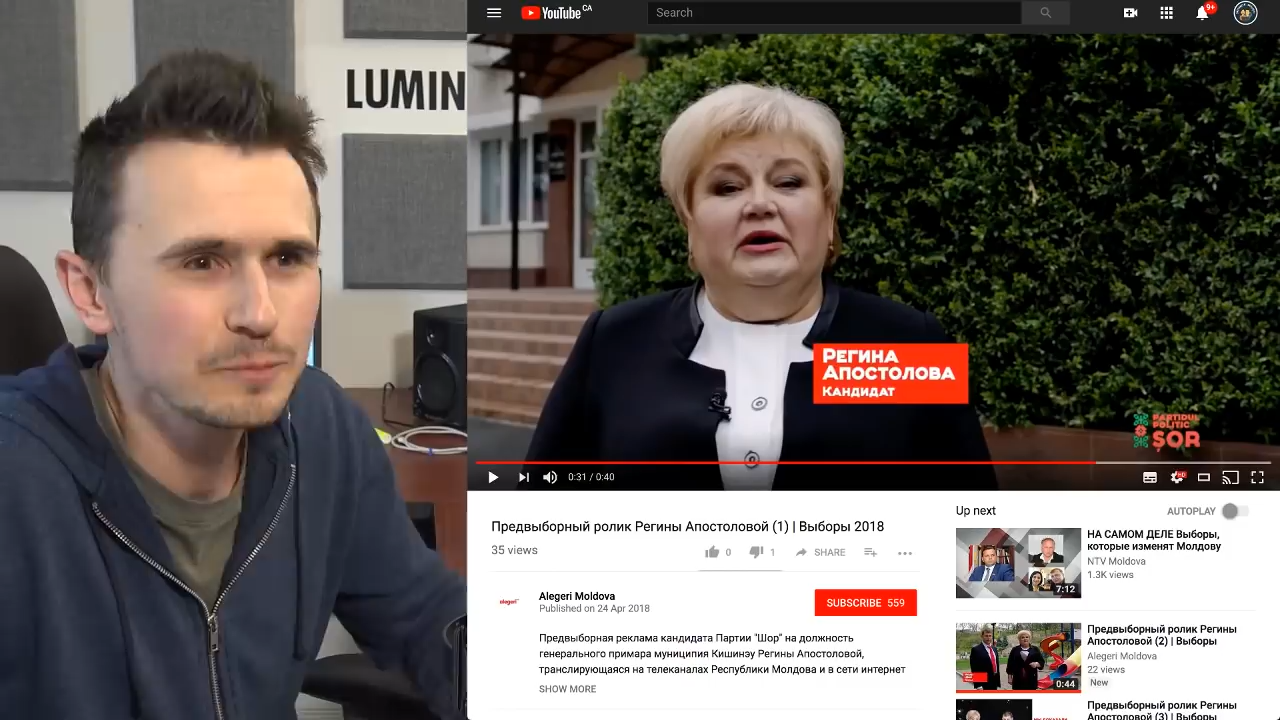 LUMIN
YouTube CA
Search
9+
РЕГИНА
АПОСТОЛОВА
КАНДИДАТ
PARTIDUL
POLITIC
ȘOR
0:31 / 0:40
HD
Предвыборный ролик Регины Апостоловой (1) | Выборы 2018
35 views
0
1
SHARE
alegeri
Alegeri Moldova
Published on 24 Apr 2018
SUBSCRIBE 559
Предвыборная реклама кандидата Партии "Шор" на должность
генерального примара муниципия Кишинэу Регины Апостоловой,
транслирующаяся на телеканалах Республики Молдова и в сети интернет
SHOW MORE
Up next
AUTOPLAY
7:12
НА САМОМ ДЕЛЕ Выборы,
которые изменят Молдову
NTV Moldova
1.3K views
0:44
Предвыборный ролик Регины
Апостоловой (2) | Выборы
Alegeri Moldova
22 views
New
Предвыборный ролик Регины
Апостоловой (3) | Выборы